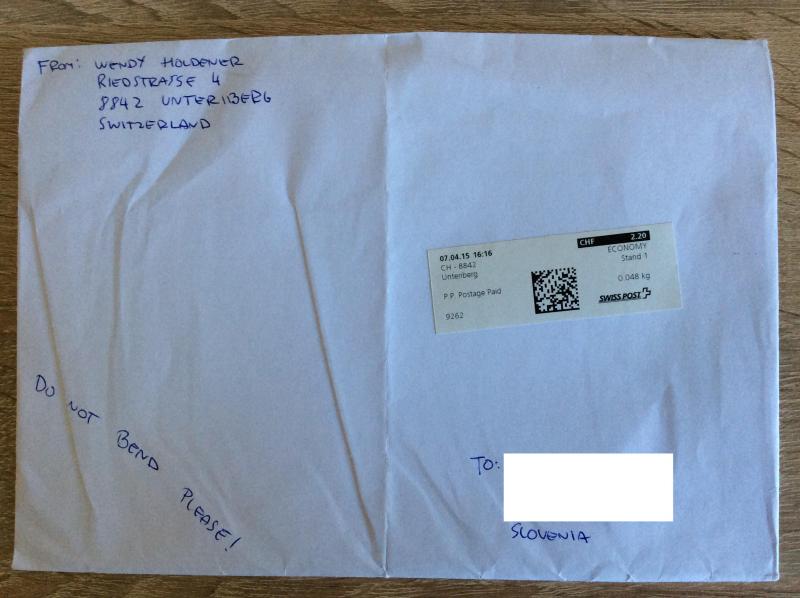 FROM: WENDY HOLDENER
RIEDSTRASSE 4
8842 UNTERIBERG
SWITZERLAND
CHF 2.20
07.04.15 16:16
ECONOMY
CH - 8842
Stand 1
Unteriberg
0.048 kg
P.P. Postage Paid
SWISS POST
9262
DO NOT BEND PLEASE!
TO:
SLOVENIA